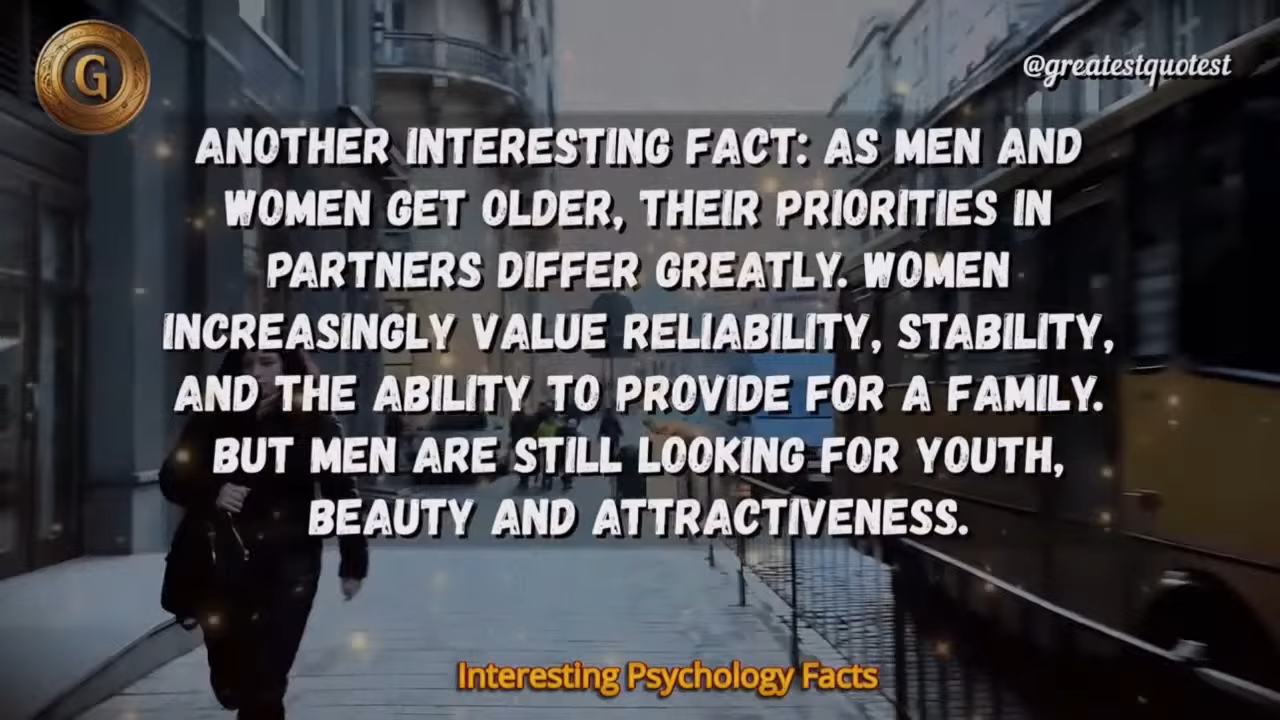 G
@greatestquotest
ANOTHER INTERESTING FACT: AS MEN AND
WOMEN GET OLDER, THEIR PRIORITIES IN
PARTNERS DIFFER GREATLY. WOMEN
INCREASINGLY VALUE RELIABILITY, STABILITY,
AND THE ABILITY TO PROVIDE FOR A FAMILY.
BUT MEN ARE STILL LOOKING FOR YOUTH,
BEAUTY AND ATTRACTIVENESS.
Interesting Psychology Facts